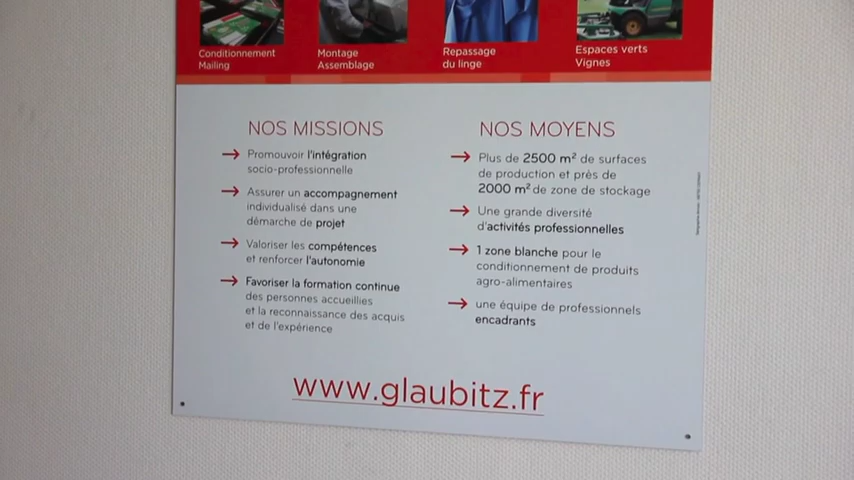 Conditionnement
Mailing
Montage
Assemblage
Repassage
du linge
Espaces verts
Vignes
NOS MISSIONS
→ Promouvoir l'intégration
socio-professionnelle
→ Assurer un accompagnement
individualisé dans une
démarche de projet
→ Valoriser les compétences
et renforcer l'autonomie
→ Favoriser la formation continue
des personnes accueillies
et la reconnaissance des acquis
et de l'expérience
NOS MOYENS
→ Plus de 2500 m² de surfaces
de production et près de
2000 m² de zone de stockage
→ Une grande diversité
d'activités professionnelles
→ 1 zone blanche pour le
conditionnement de produits
agro-alimentaires
→ une équipe de professionnels
encadrants
www.glaubitz.fr